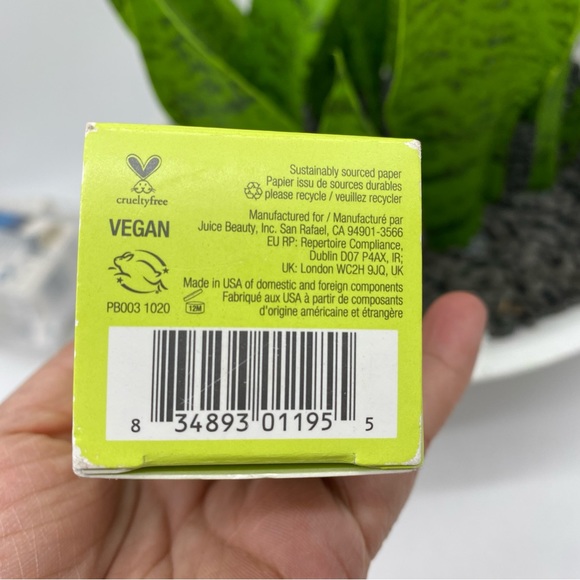 crueltyfree
VEGAN
PB003 1020
12M
Sustainably sourced paper
Papier issu de sources durables
please recycle / veuillez recycler
Manufactured for / Manufacturé par
Juice Beauty, Inc. San Rafael, CA 94901-3566
EU RP: Repertoire Compliance,
Dublin D07 P4AX, IR;
UK: London WC2H 9JQ, UK
Made in USA of domestic and foreign components
Fabriqué aux USA à partir de composants
d'origine américaine et étrangère
8 34893 01195 5